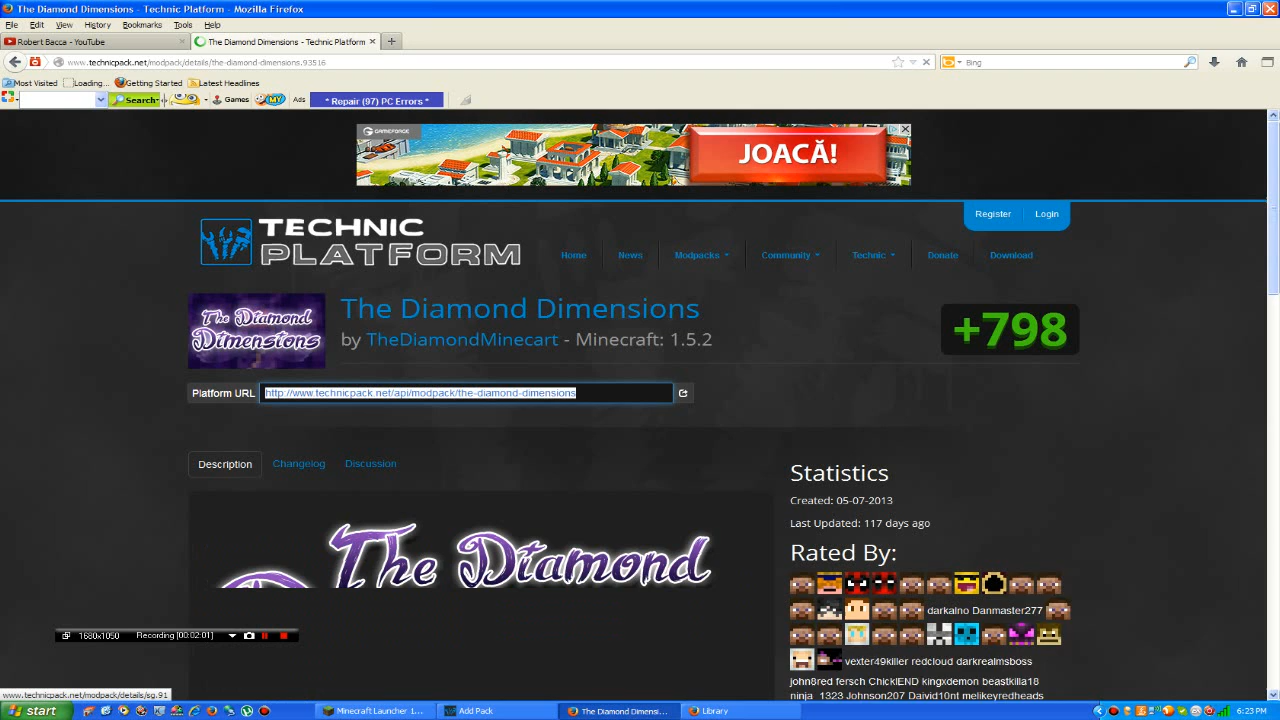 The Diamond Dimensions - Technic Platform - Mozilla Firefox
File Edit View History Bookmarks Tools Help
Robert Bacca - YouTube
The Diamond Dimensions - Technic Platform
www.technicpack.net/modpack/details/the-diamond-dimensions.93516
Bing
Most Visited Loading... Getting Started Latest Headlines
Search Games MY Ads * Repair (97) PC Errors *
GAMEFORGE
JOACĂ!
Register Login
TECHNIC
PLATFORM
Home News Modpacks Community Technic Donate Download
The Diamond Dimensions
The Diamond Dimensions
by TheDiamondMinecart - Minecraft: 1.5.2
+798
Platform URL http://www.technicpack.net/api/modpack/the-diamond-dimensions
Description Changelog Discussion
The Diamond
Statistics
Created: 05-07-2013
Last Updated: 117 days ago
Rated By:
darkalno Danmaster277
vexter49killer redcloud darkrealmsboss
john8red fersch ChickIEND kingxdemon beastkilla18
ninja_1323 Johnson207 Daivid10nt melikeyredheads
1680x1050 Recording [00:02:01]
www.technicpack.net/modpack/details/sg.91
start
Minecraft Launcher 1...
Add Pack
The Diamond Dimensi...
Library
6:23 PM